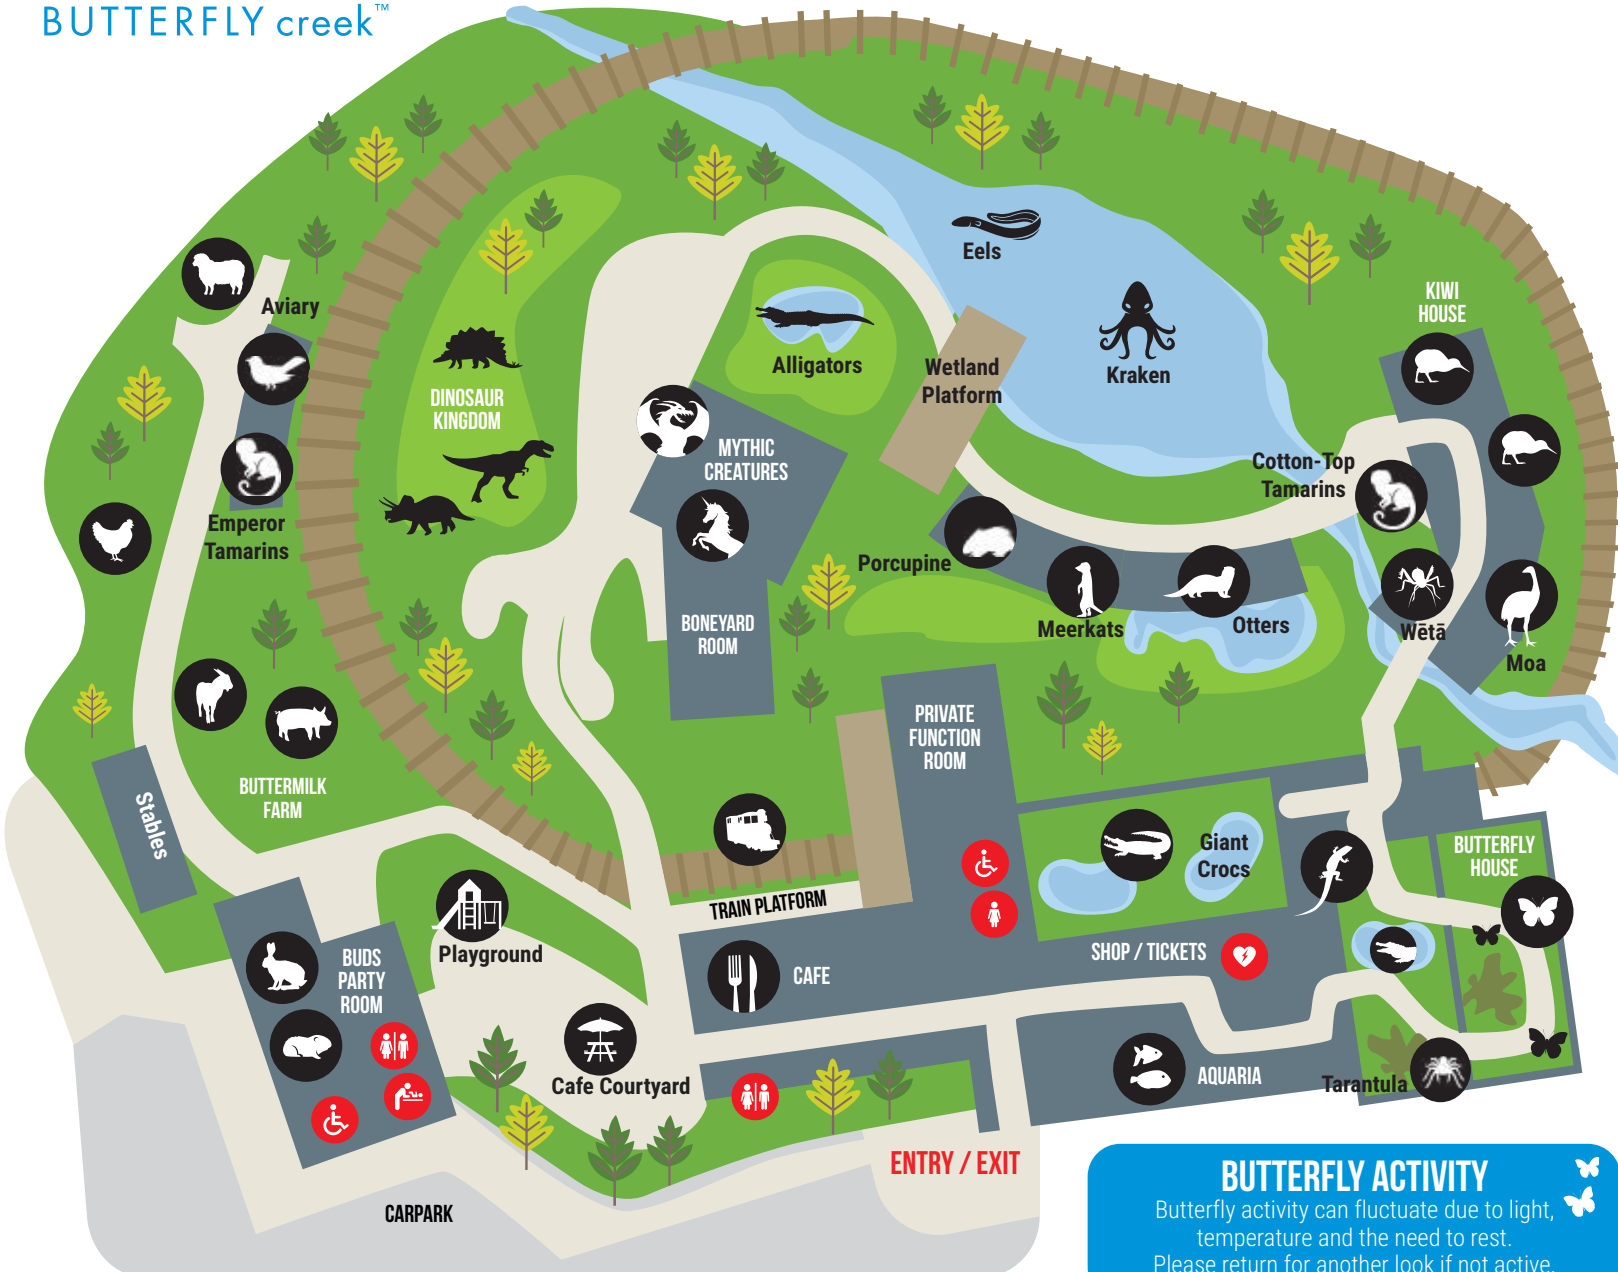 BUTTERFLY creek™
Eels
Aviary
KIWI
HOUSE
Alligators
Wetland
Platform
Kraken
DINOSAUR
KINGDOM
MYTHIC
CREATURES
Cotton-Top
Tamarins
Emperor
Tamarins
Porcupine
Meerkats
Otters
Wētā
Moa
BONEYARD
ROOM
PRIVATE
FUNCTION
ROOM
BUTTERMILK
FARM
Stables
Giant
Crocs
BUTTERFLY
HOUSE
TRAIN PLATFORM
Playground
BUDS
PARTY
ROOM
CAFE
SHOP / TICKETS
Cafe Courtyard
AQUARIA
Tarantula
ENTRY / EXIT
CARPARK
BUTTERFLY ACTIVITY
Butterfly activity can fluctuate due to light,
temperature and the need to rest.
Please return for another look if not active.